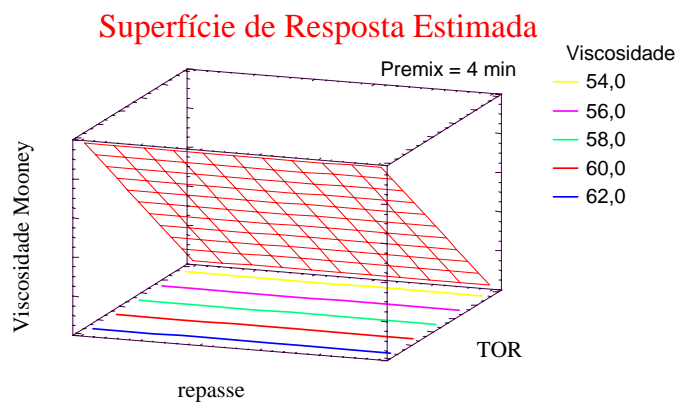 Superfície de Resposta Estimada
Premix = 4 min
Viscosidade
54,0
56,0
58,0
60,0
62,0
Viscosidade Mooney
TOR
repasse